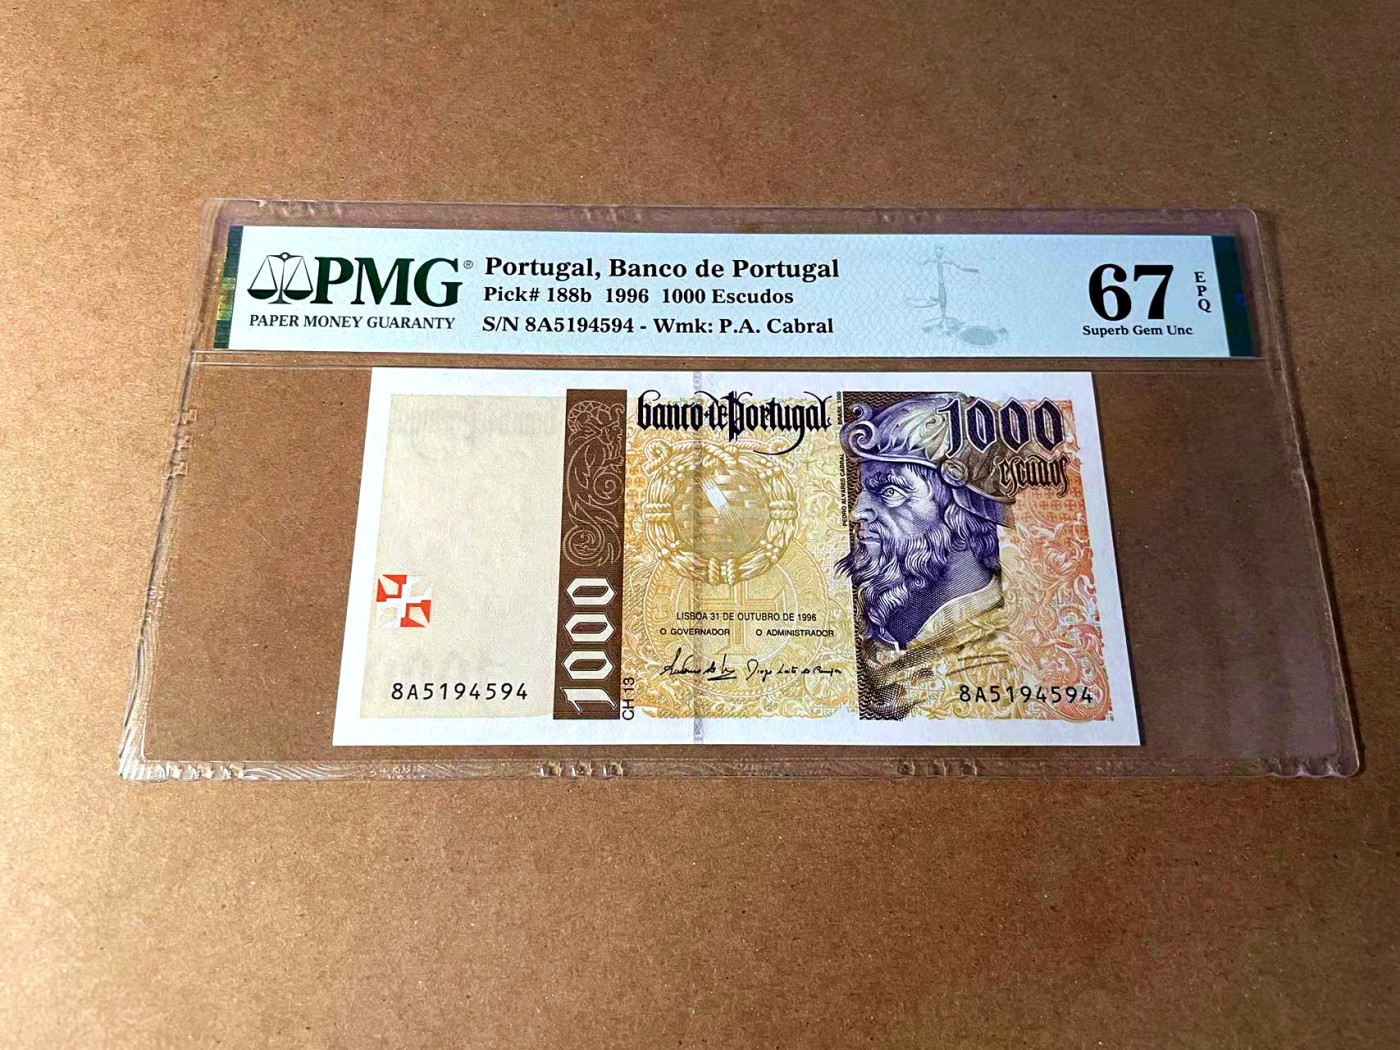 PMG®
PAPER MONEY GUARANTY
Portugal, Banco de Portugal
Pick# 188b 1996 1000 Escudos
S/N 8A5194594 - Wmk: P.A. Cabral
67
EPQ
Superb Gem Unc
banco de Portugal
1000
escudos
PEDRO ÁLVARES CABRAL
1000
LISBOA 31 DE OUTUBRO DE 1996
O GOVERNADOR O ADMINISTRADOR
CH 13
8A5194594
8A5194594